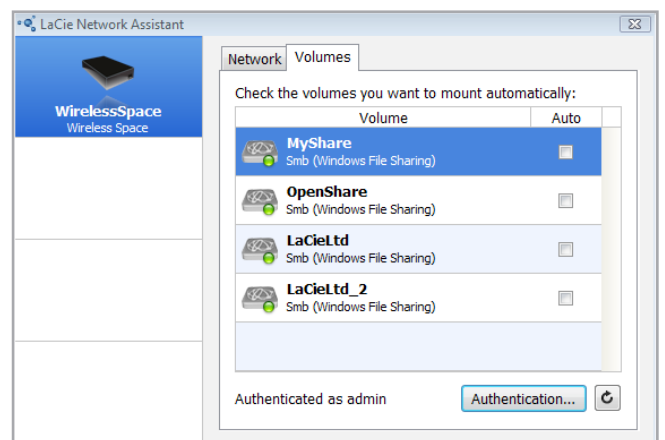 LaCie Network Assistant
WirelessSpace
Wireless Space
Network Volumes
Check the volumes you want to mount automatically:
Volume Auto
MyShare
Smb (Windows File Sharing)
OpenShare
Smb (Windows File Sharing)
LaCieLtd
Smb (Windows File Sharing)
LaCieLtd_2
Smb (Windows File Sharing)
Authenticated as admin Authentication...